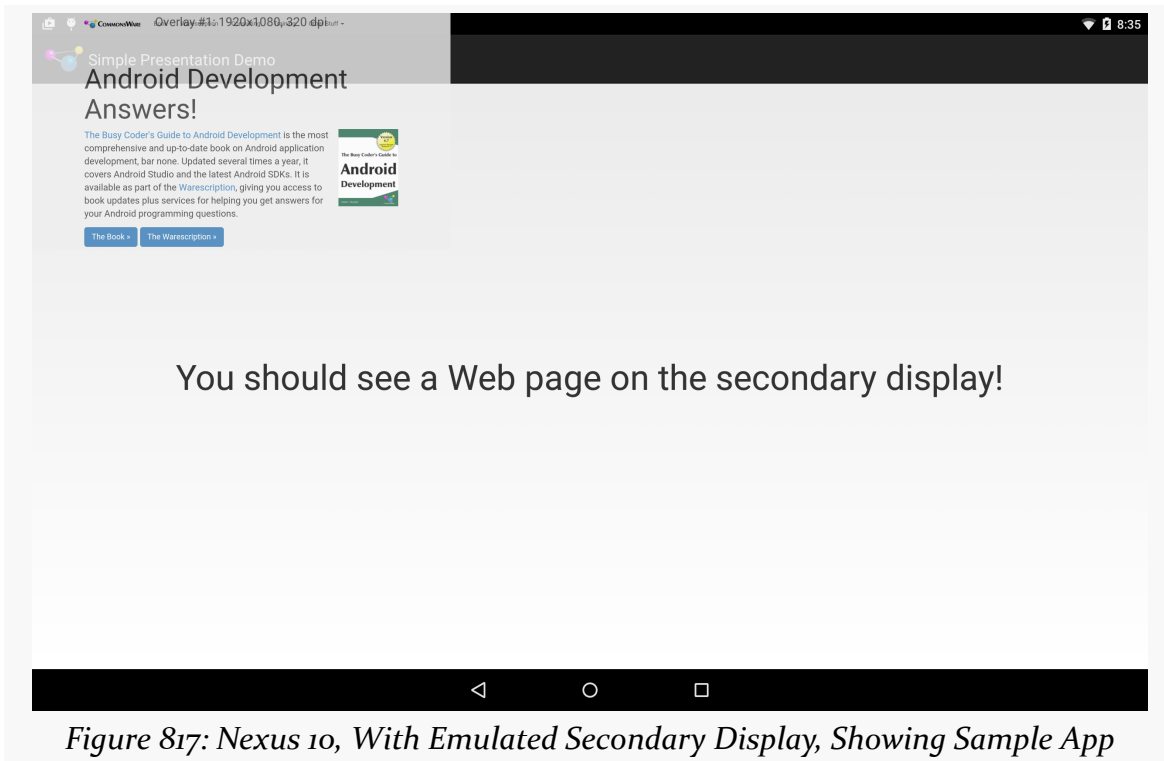 COMMONSWARE
Overlay #1: 1920x1080, 320 dpi
8:35
Simple Presentation Demo
Android Development
Answers!
The Busy Coder's Guide to Android Development is the most
comprehensive and up-to-date book on Android application
development, bar none. Updated several times a year, it
covers Android Studio and the latest Android SDKs. It is
available as part of the Warescription, giving you access to
book updates plus services for helping you get answers for
your Android programming questions.
The Busy Coder's Guide to
Android
Development
The Book »
The Warescription »
You should see a Web page on the secondary display!
Figure 817: Nexus 10, With Emulated Secondary Display, Showing Sample App